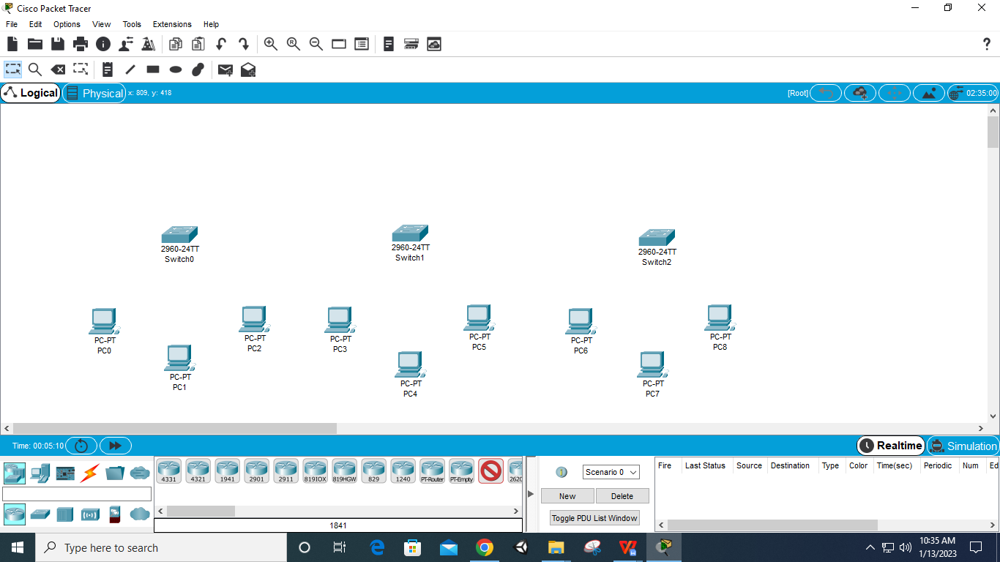 Cisco Packet Tracer
File Edit Options View Tools Extensions Help
?
Logical Physical x: 809, y: 418 [Root] 02:35:00
2960-24TT
Switch0
2960-24TT
Switch1
2960-24TT
Switch2
PC-PT
PC0
PC-PT
PC1
PC-PT
PC2
PC-PT
PC3
PC-PT
PC4
PC-PT
PC5
PC-PT
PC6
PC-PT
PC7
PC-PT
PC8
Time: 00:05:10 Realtime Simulation
4331 4321 1941 2901 2911 819IOX 819HGW 829 1240 PT-Router PT-Empty 2620
1841
Scenario 0
New Delete
Toggle PDU List Window
Fire Last Status Source Destination Type Color Time(sec) Periodic Num Ed
Type here to search
10:35 AM
1/13/2023